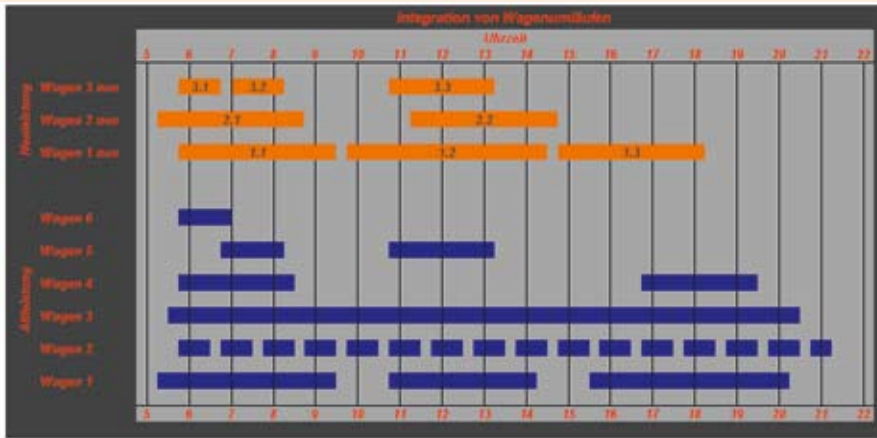 Integration von Wagenumläufen
Uhrzeit
5 6 7 8 9 10 11 12 13 14 15 16 17 18 19 20 21 22
Neuleistung
Wagen 3 neu 3.1 3.2 3.3
Wagen 2 neu 2.1 2.2
Wagen 1 neu 1.1 1.2 1.3
Altleistung
Wagen 6
Wagen 5
Wagen 4
Wagen 3
Wagen 2
Wagen 1
5 6 7 8 9 10 11 12 13 14 15 16 17 18 19 20 21 22